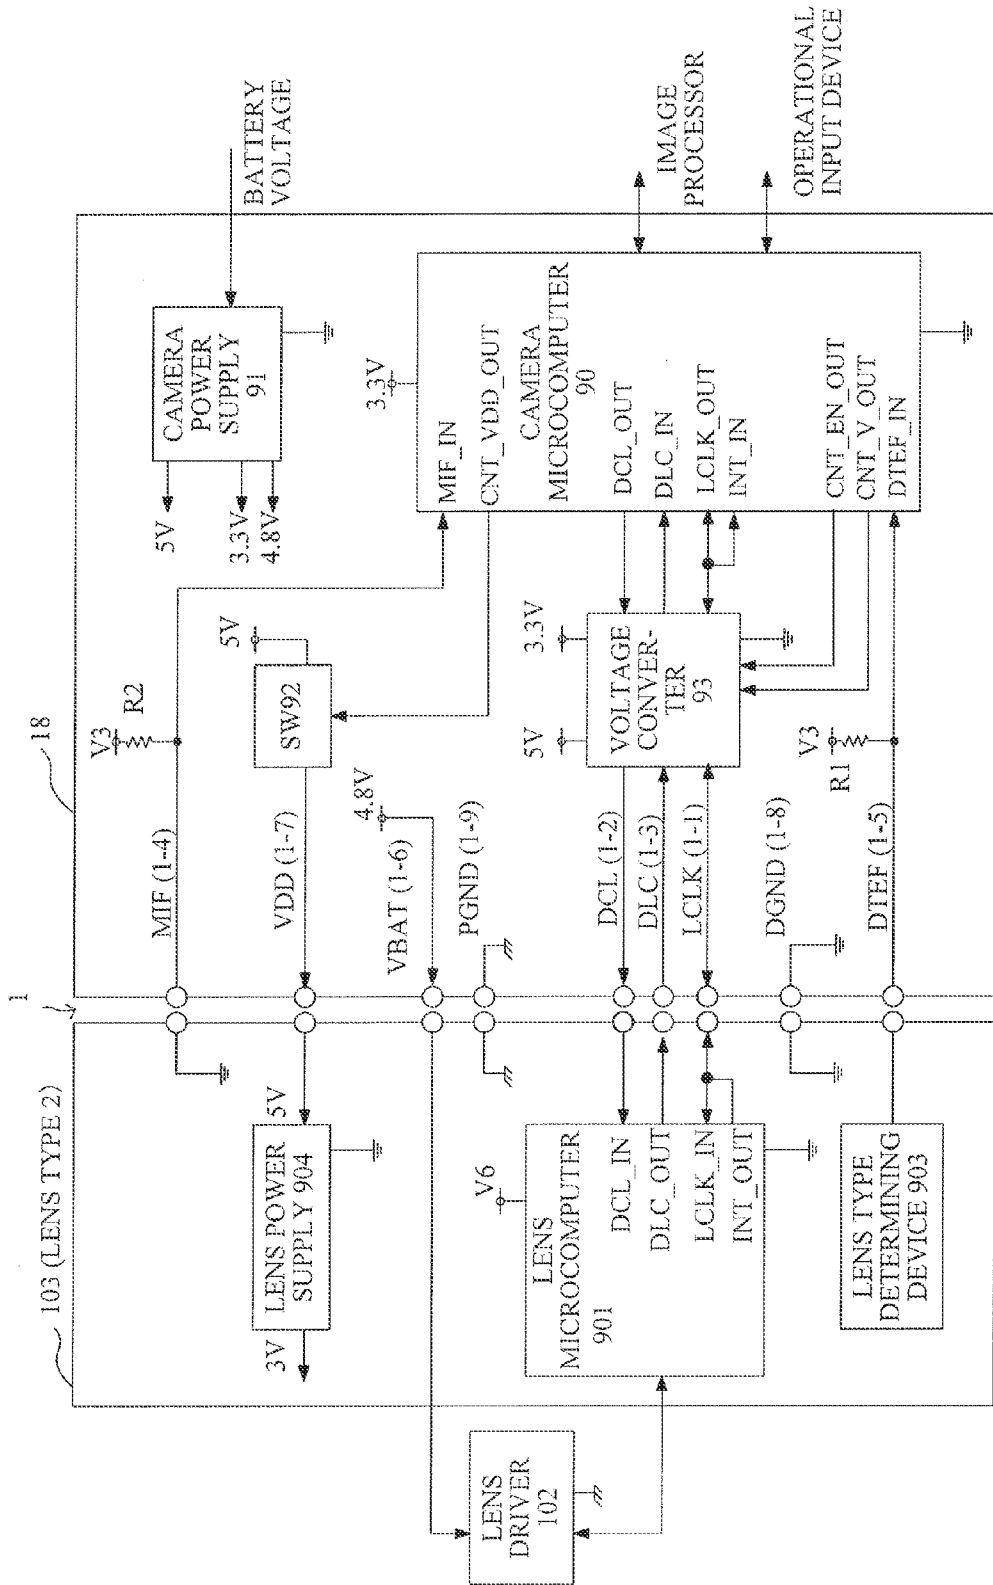 103 (LENS TYPE 2)
1
18
LENS POWER
SUPPLY 904
3V
5V
LENS
DRIVER
102
V6
LENS
MICROCOMPUTER
901
DCL_IN
DLC_OUT
LCLK_IN
INT_OUT
LENS TYPE
DETERMINING
DEVICE 903
MIF (1-4)
VDD (1-7)
VBAT (1-6)
PGND (1-9)
DCL (1-2)
DLC (1-3)
LCLK (1-1)
DGND (1-8)
DTEF (1-5)
V3
R2
5V
SW92
4.8V
5V
3.3V
VOLTAGE
CONVER-
TER
93
V3
R1
5V
3.3V
4.8V
CAMERA
POWER
SUPPLY
91
BATTERY
VOLTAGE
3.3V
MIF_IN
CNT_VDD_OUT
CAMERA
MICROCOMPUTER
90
DCL_OUT
DLC_IN
LCLK_OUT
INT_IN
CNT_EN_OUT
CNT_V_OUT
DTEF_IN
IMAGE
PROCESSOR
OPERATIONAL
INPUT DEVICE